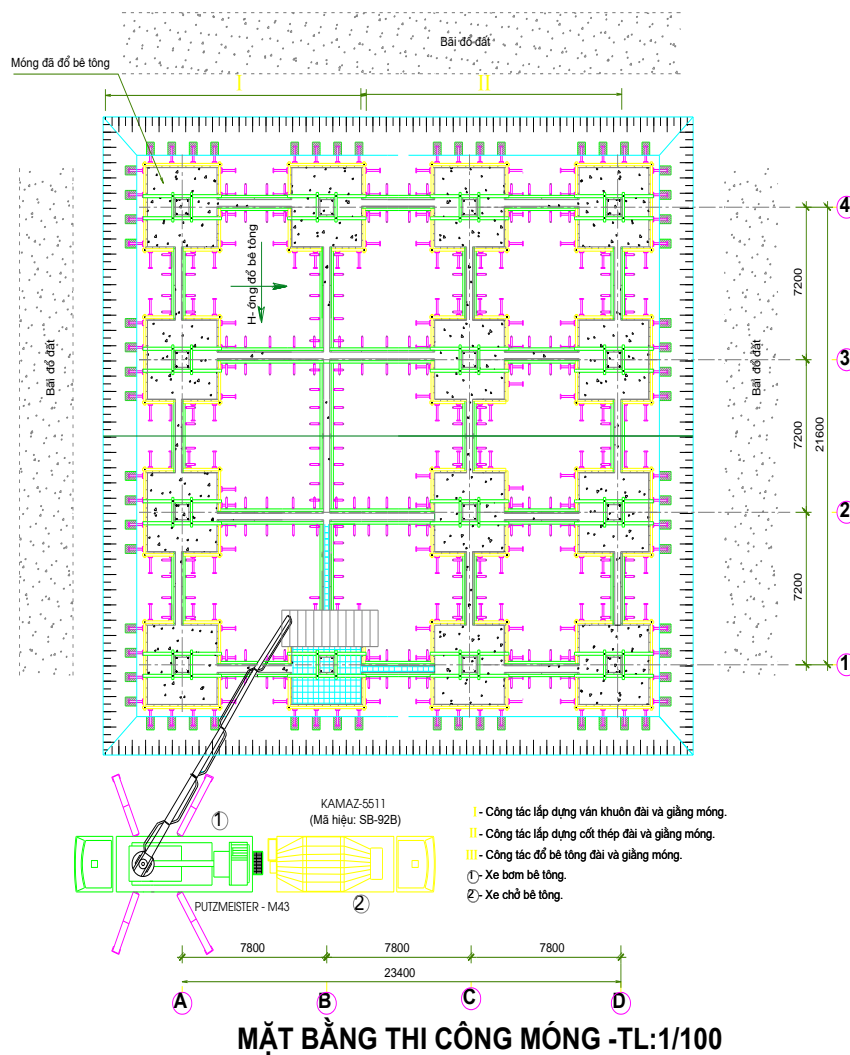 Bãi đổ đất
Móng đã đổ bê tông
I
II
4
H- ớng đổ bê tông
7200
Bãi đổ đất
Bãi đổ đất
3
7200
21600
2
7200
1
KAMAZ-5511
(Mã hiệu: SB-92B)
1
I - Công tác lắp dựng ván khuôn đài và giằng móng.
II - Công tác lắp dựng cốt thép đài và giằng móng.
III - Công tác đổ bê tông đài và giằng móng.
1 - Xe bơm bê tông.
2 - Xe chở bê tông.
PUTZMEISTER - M43
2
7800 7800 7800
23400
A B C D
MẶT BẰNG THI CÔNG MÓNG -TL:1/100